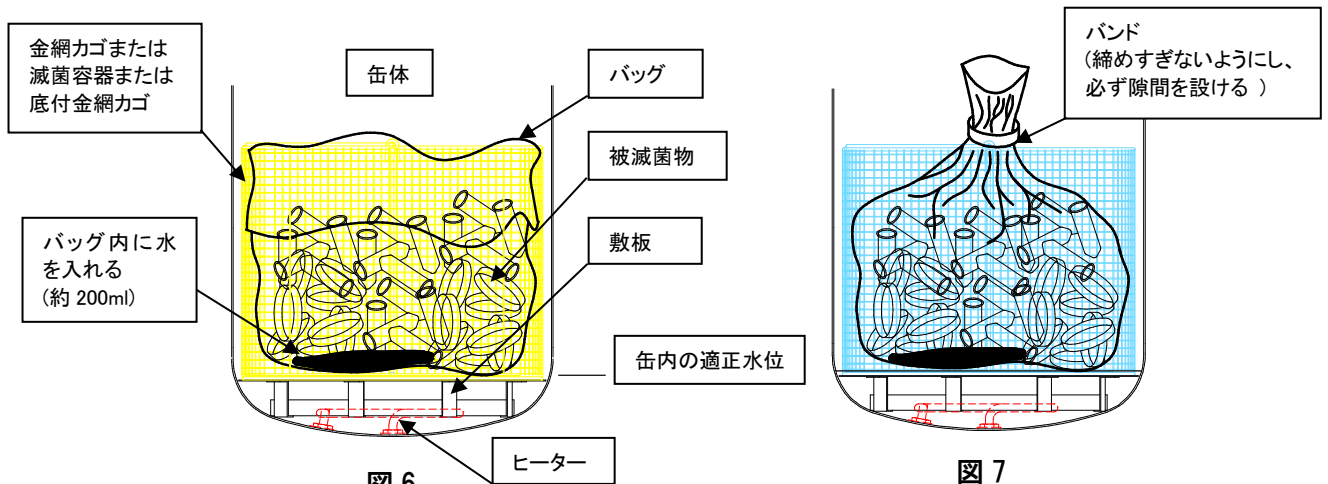 金網カゴまたは
滅菌容器または
底付金網カゴ
缶体
バッグ
被滅菌物
敷板
バッグ内に水
を入れる
(約 200ml)
缶内の適正水位
ヒーター
図 6
バンド
(締めすぎないようにし、
必ず隙間を設ける )
図 7